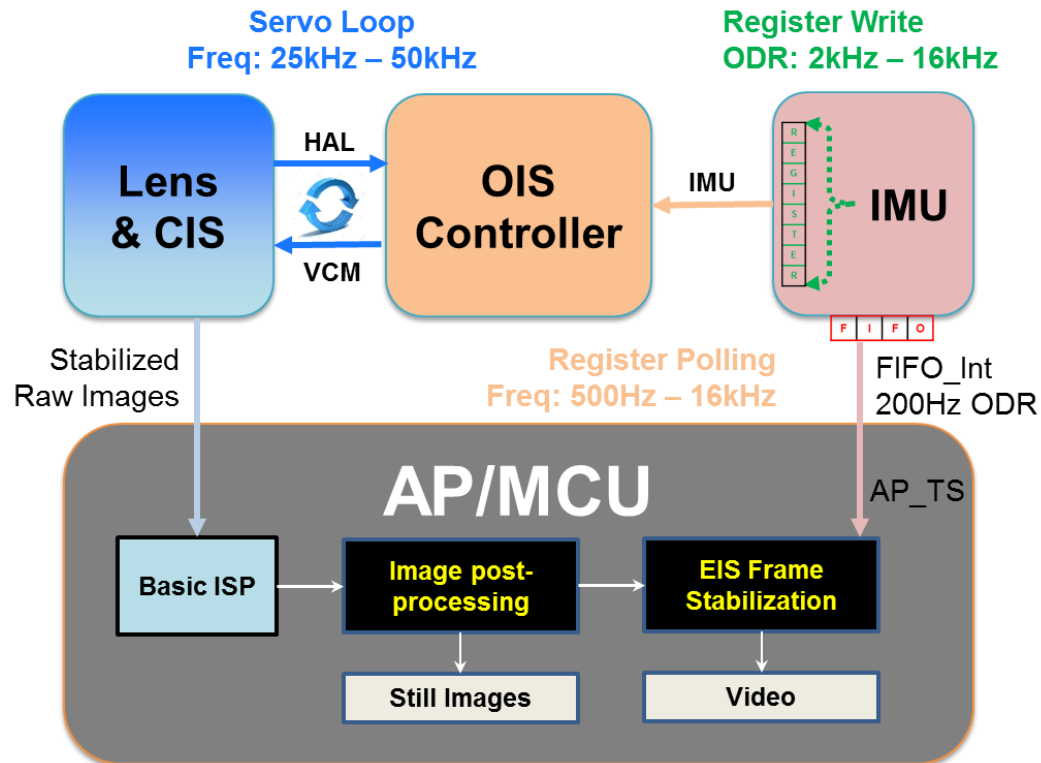 Servo Loop
Freq: 25kHz – 50kHz
Register Write
ODR: 2kHz – 16kHz
Lens
& CIS
HAL
VCM
OIS
Controller
IMU
REGISTER
IMU
FIFO
Stabilized
Raw Images
Register Polling
Freq: 500Hz – 16kHz
FIFO_Int
200Hz ODR
AP/MCU
AP_TS
Basic ISP
Image post-
processing
EIS Frame
Stabilization
Still Images
Video